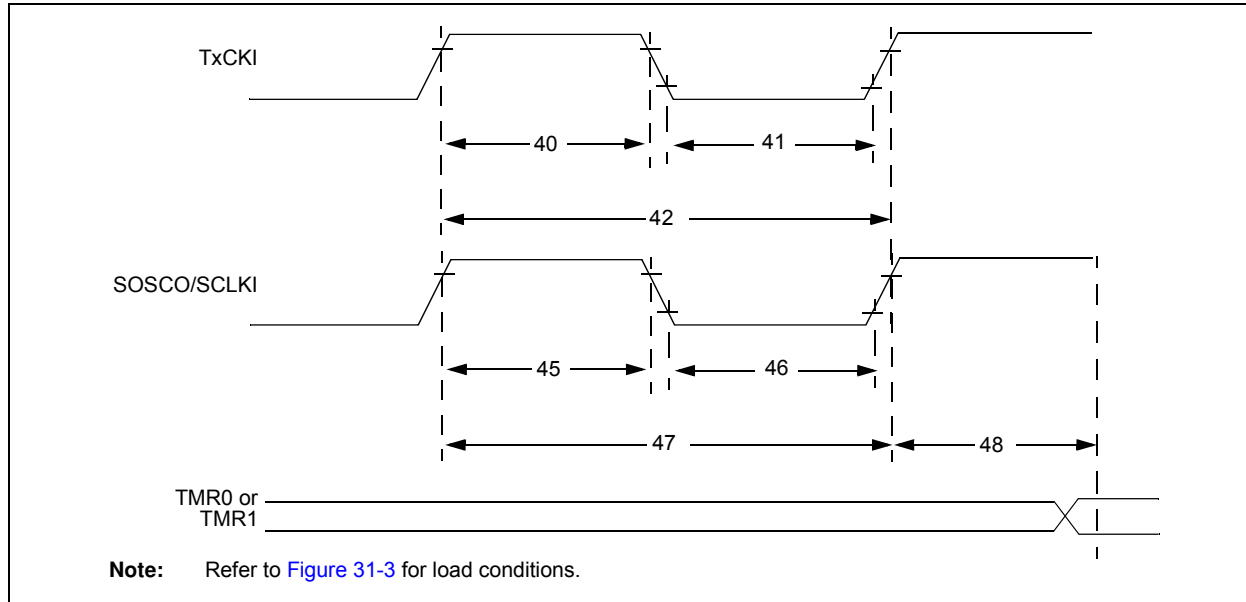 TxCKI
40
41
42
SOSCO/SCLKI
45
46
47
48
TMR0 or
TMR1
Note: Refer to Figure 31-3 for load conditions.